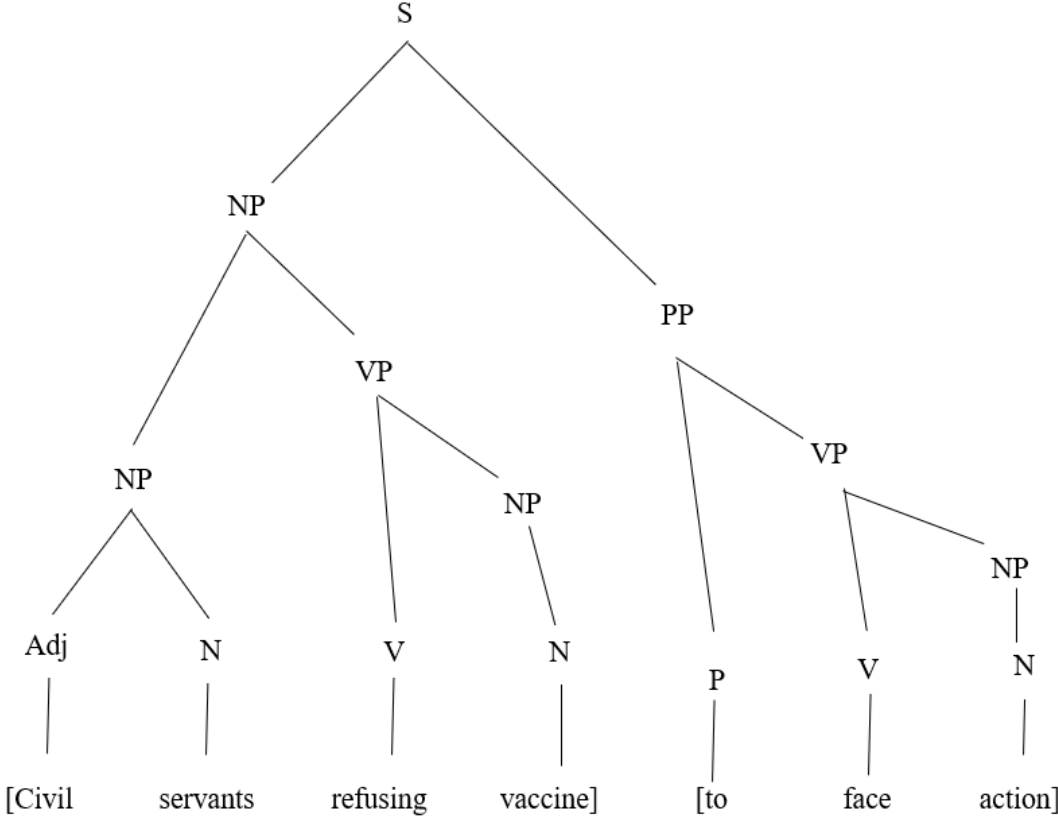 S
NP
PP
VP
VP
NP
NP
NP
Adj N V N P V N
[Civil servants refusing vaccine] [to face action]